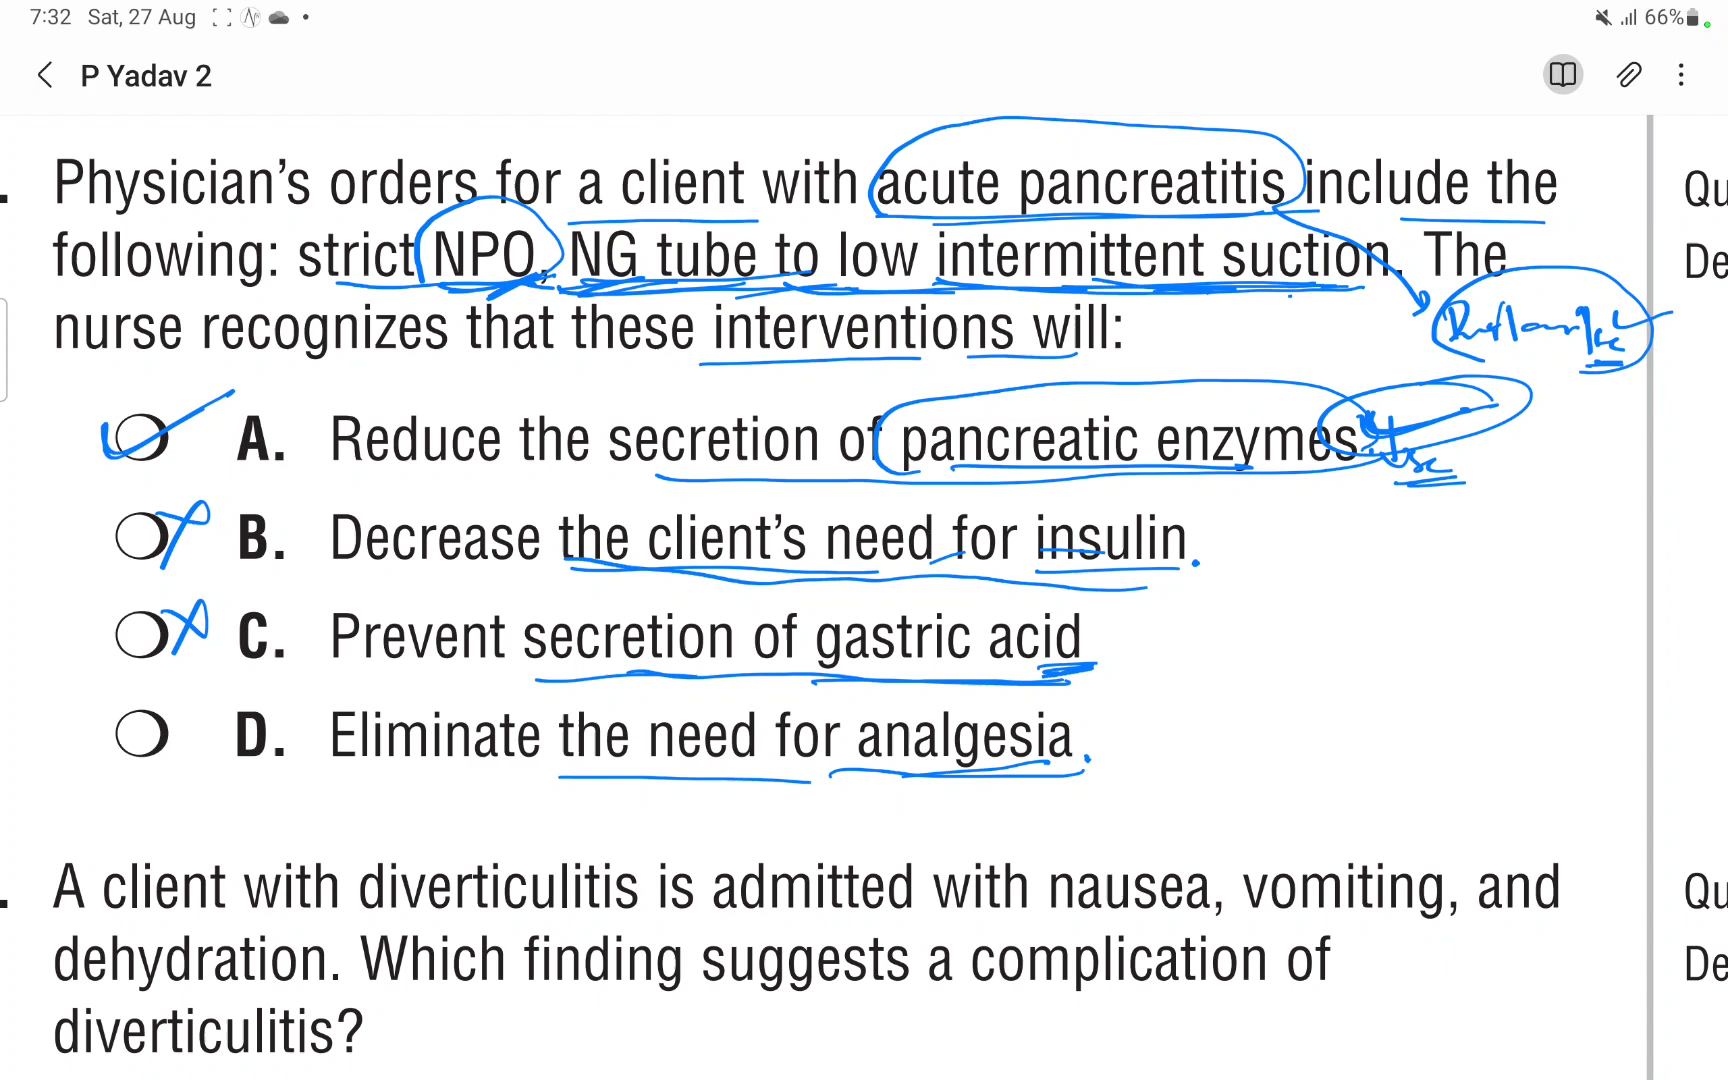 7:32 Sat, 27 Aug
66%
P Yadav 2
Physician's orders for a client with acute pancreatitis include the
following: strict NPO, NG tube to low intermittent suction. The
nurse recognizes that these interventions will:
A. Reduce the secretion of pancreatic enzymes.
B. Decrease the client's need for insulin.
C. Prevent secretion of gastric acid
D. Eliminate the need for analgesia.
A client with diverticulitis is admitted with nausea, vomiting, and
dehydration. Which finding suggests a complication of
diverticulitis?
Qu
De
Qu
De